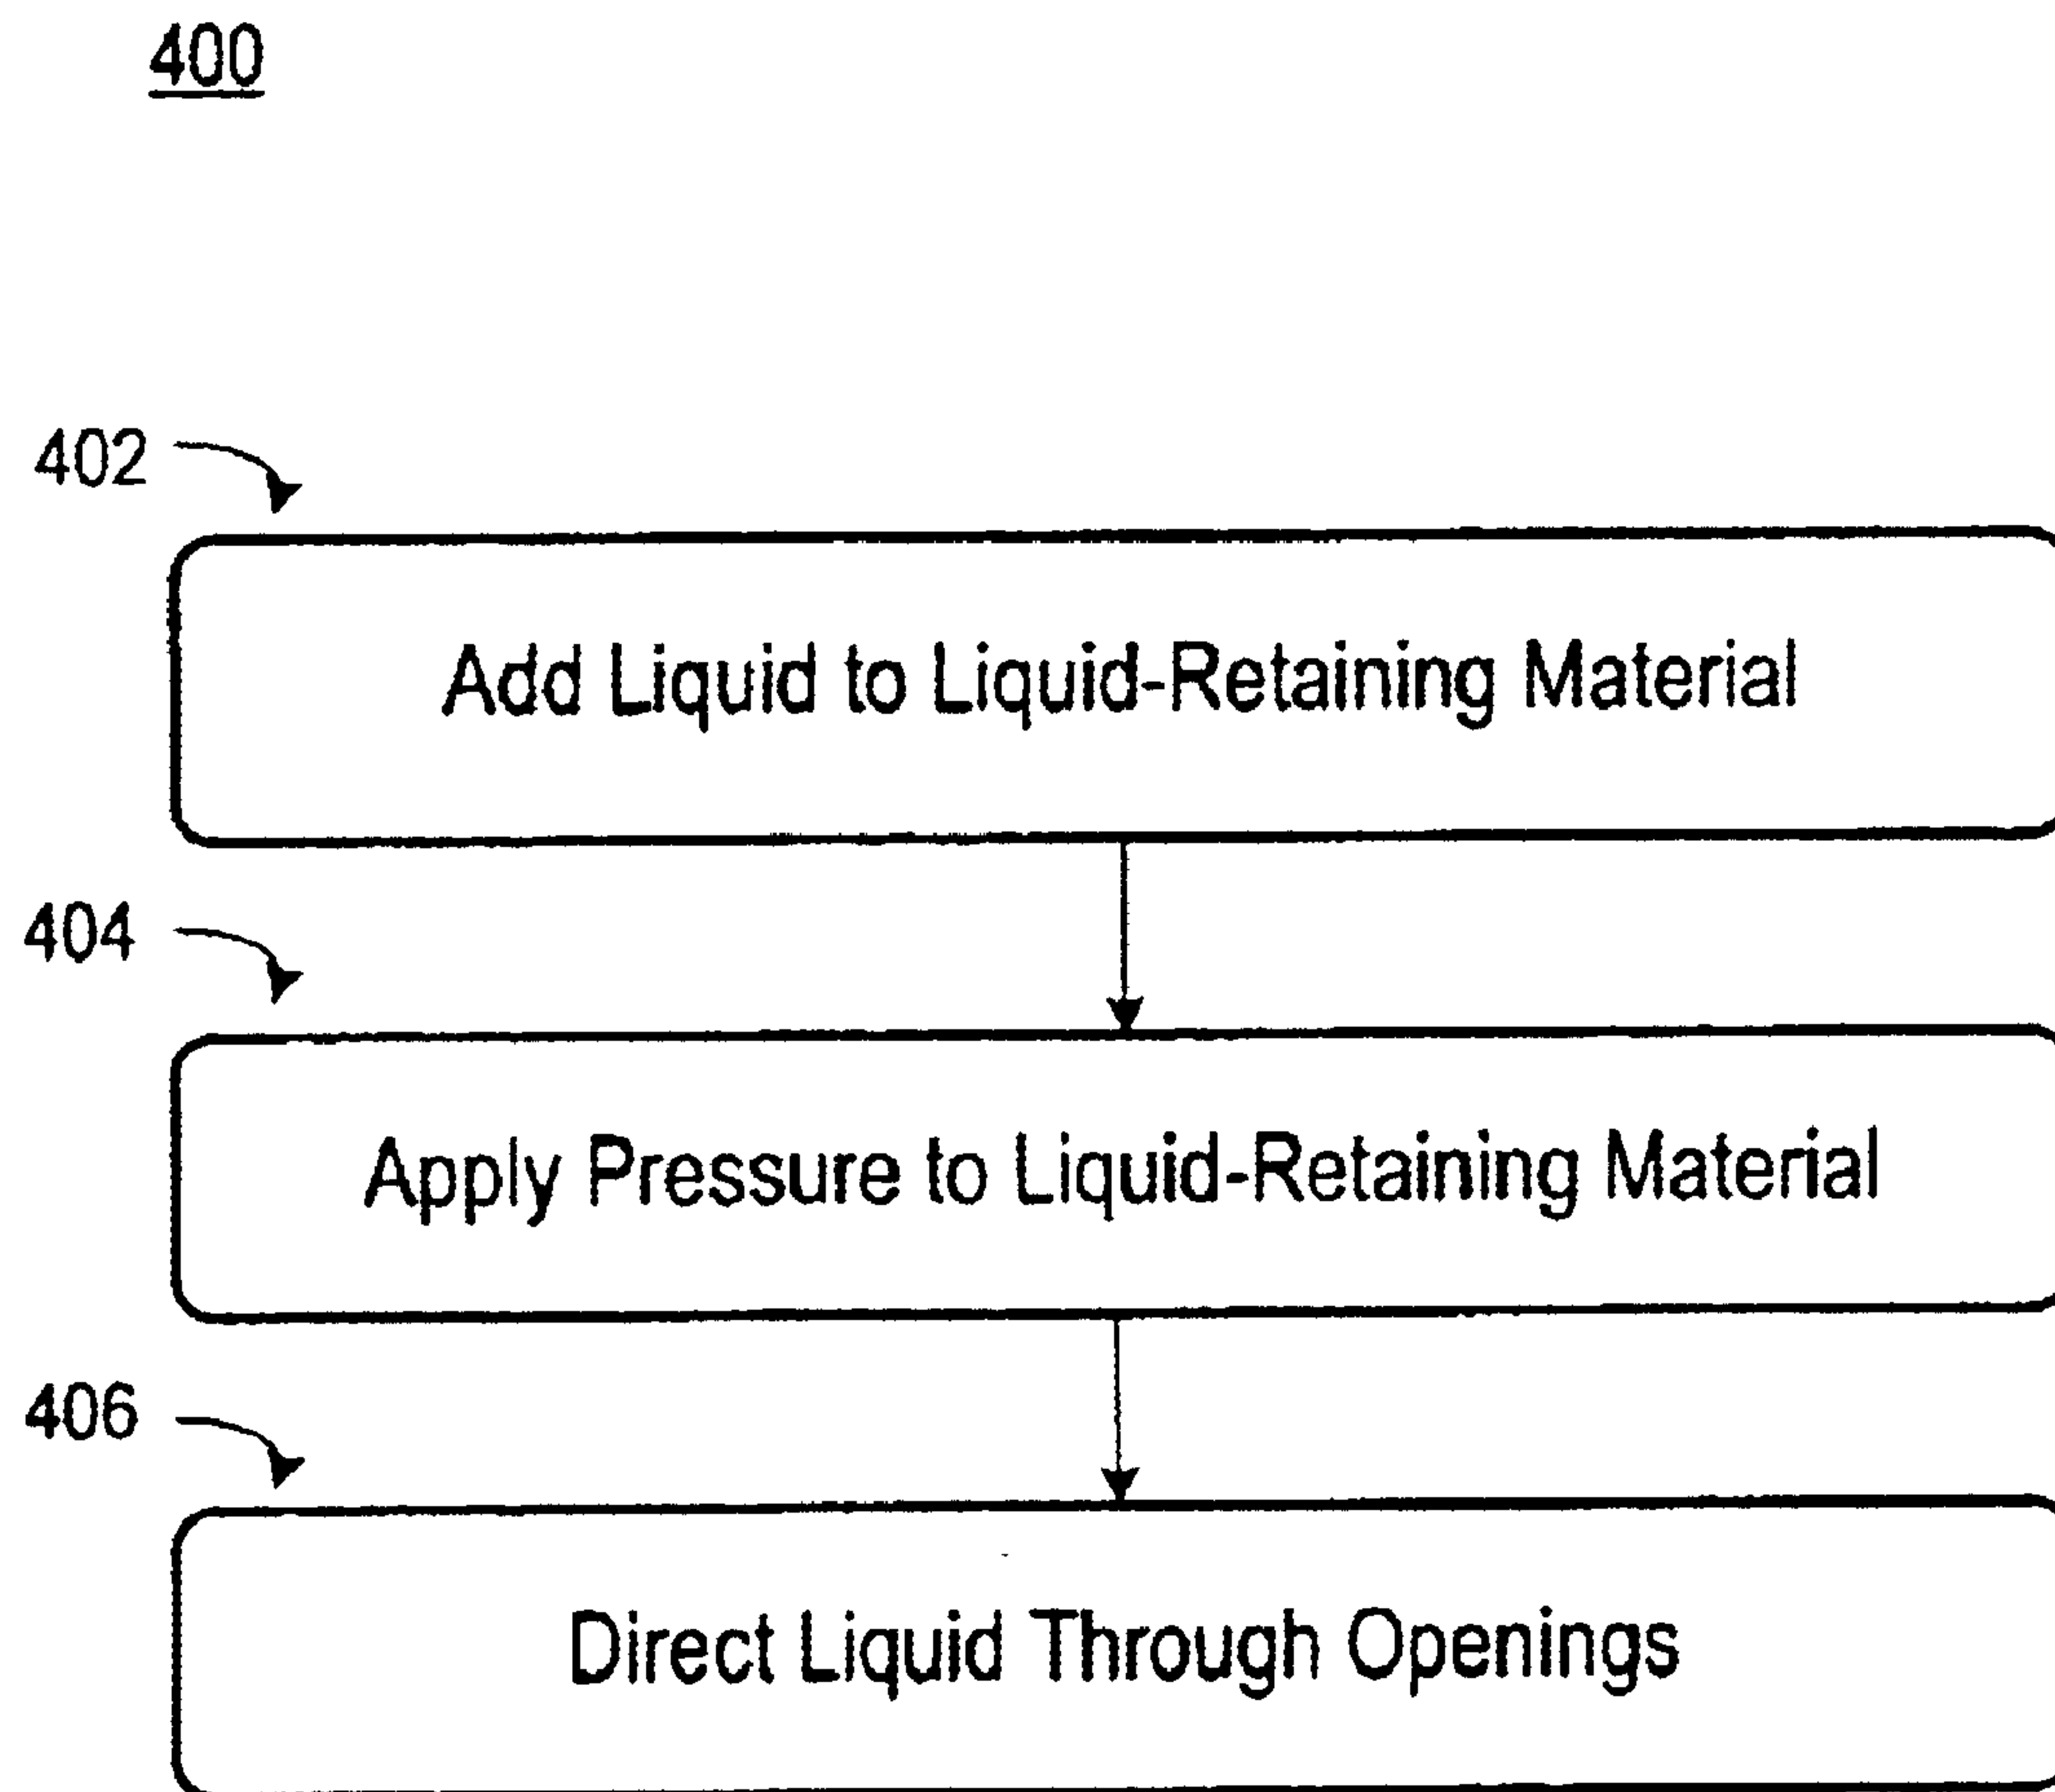 400
402
Add Liquid to Liquid-Retaining Material
404
Apply Pressure to Liquid-Retaining Material
406
Direct Liquid Through Openings